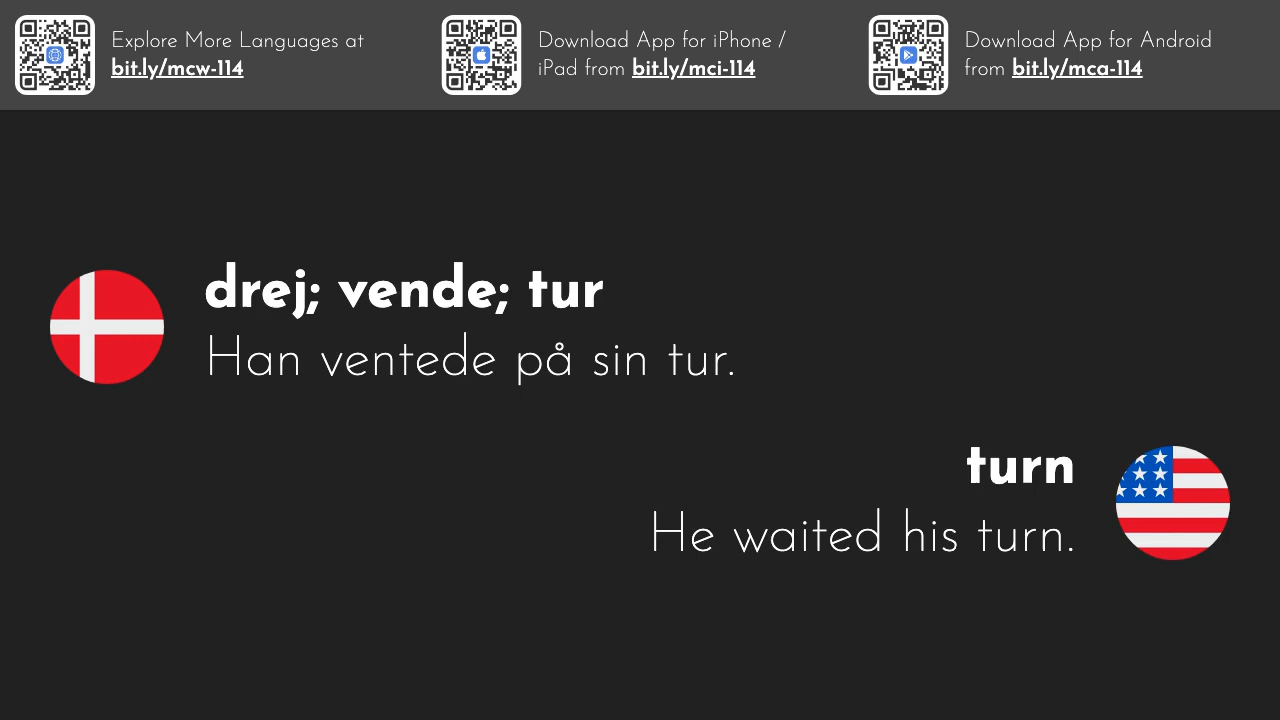 Explore More Languages at
bit.ly/mcw-114
Download App for iPhone /
iPad from bit.ly/mci-114
Download App for Android
from bit.ly/mca-114
drej; vende; tur
Han ventede på sin tur.
turn
He waited his turn.